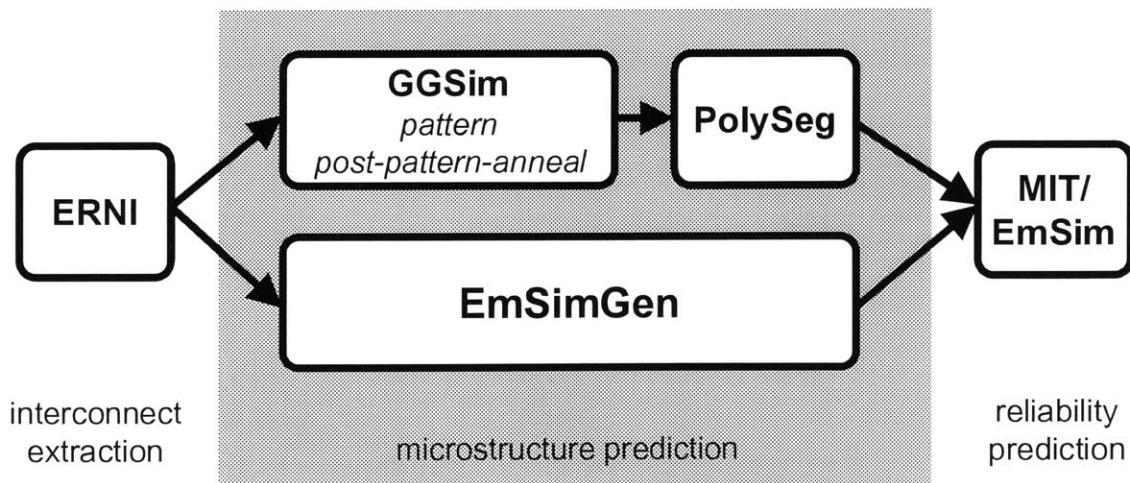 GGSim
pattern
post-pattern-anneal
PolySeg
ERNI
MIT/
EmSim
EmSimGen
interconnect
extraction
microstructure prediction
reliability
prediction